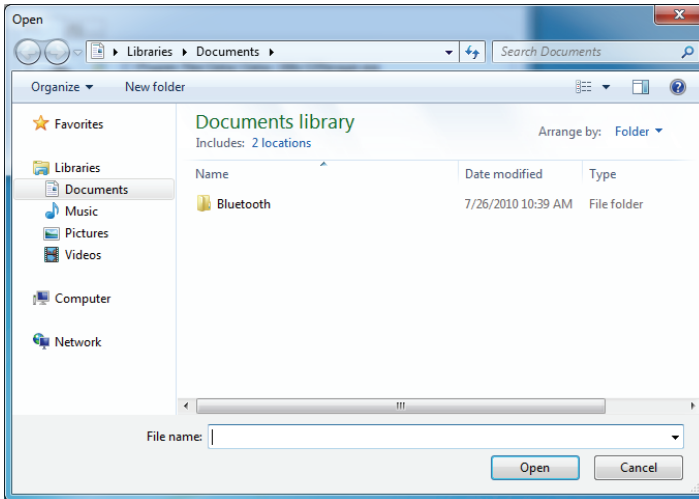 Open
Libraries Documents
Search Documents
Organize New folder
Favorites
Libraries
Documents
Music
Pictures
Videos
Computer
Network
Documents library
Includes: 2 locations
Arrange by: Folder
Name Date modified Type
Bluetooth 7/26/2010 10:39 AM File folder
File name:
Open Cancel